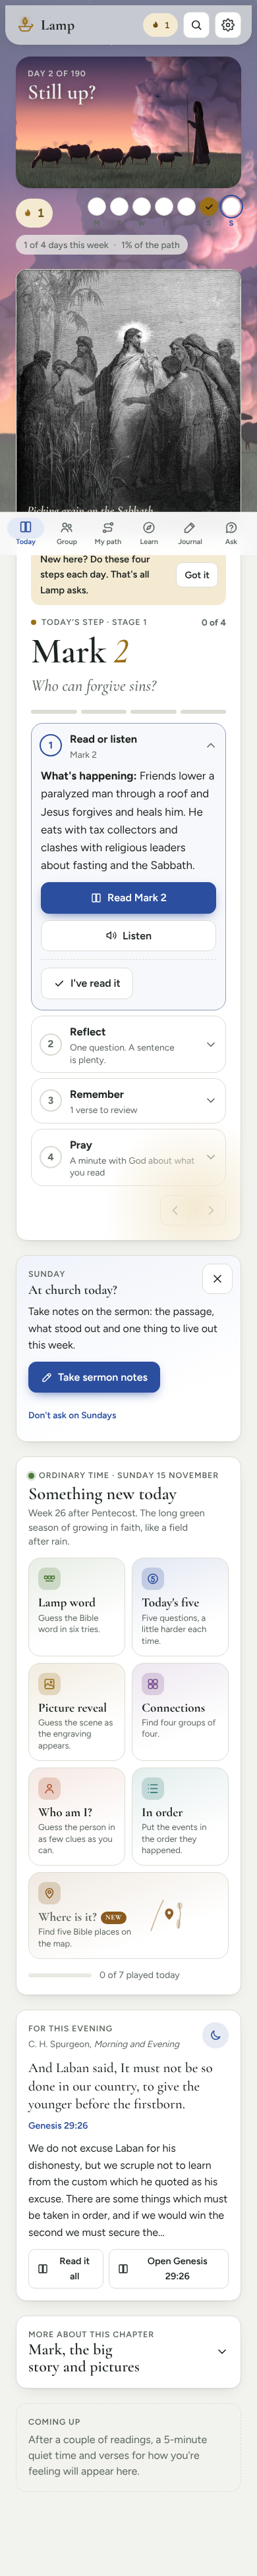 Lamp
1
DAY 2 OF 190
Still up?
1
S
1 of 4 days this week · 1% of the path
Picking grain on the Sabbath
Today
Group
My path
Learn
Journal
Ask
New here? Do these four
steps each day. That's all
Lamp asks.
Got it
TODAY'S STEP · STAGE 1
0 of 4
Mark 2
Who can forgive sins?
1
Read or listen
Mark 2
What's happening: Friends lower a
paralyzed man through a roof and
Jesus forgives and heals him. He
eats with tax collectors and
clashes with religious leaders
about fasting and the Sabbath.
Read Mark 2
Listen
I've read it
2
Reflect
One question. A sentence
is plenty.
3
Remember
1 verse to review
4
Pray
A minute with God about what
you read
SUNDAY
At church today?
Take notes on the sermon: the passage,
what stood out and one thing to live out
this week.
Take sermon notes
Don't ask on Sundays
ORDINARY TIME · SUNDAY 15 NOVEMBER
Something new today
Week 26 after Pentecost. The long green
season of growing in faith, like a field
after rain.
Lamp word
Guess the Bible
word in six tries.
Today's five
Five questions, a
little harder each
time.
Picture reveal
Guess the scene as
the engraving
appears.
Connections
Find four groups of
four.
Who am I?
Guess the person in
as few clues as you
can.
In order
Put the events in
the order they
happened.
Where is it? NEW
Find five Bible places on
the map.
0 of 7 played today
FOR THIS EVENING
C. H. Spurgeon, Morning and Evening
And Laban said, It must not be so
done in our country, to give the
younger before the firstborn.
Genesis 29:26
We do not excuse Laban for his
dishonesty, but we scruple not to learn
from the custom which he quoted as his
excuse. There are some things which must
be taken in order, and if we would win the
second we must secure the...
Read it
all
Open Genesis
29:26
MORE ABOUT THIS CHAPTER
Mark, the big
story and pictures
COMING UP
After a couple of readings, a 5-minute
quiet time and verses for how you're
feeling will appear here.